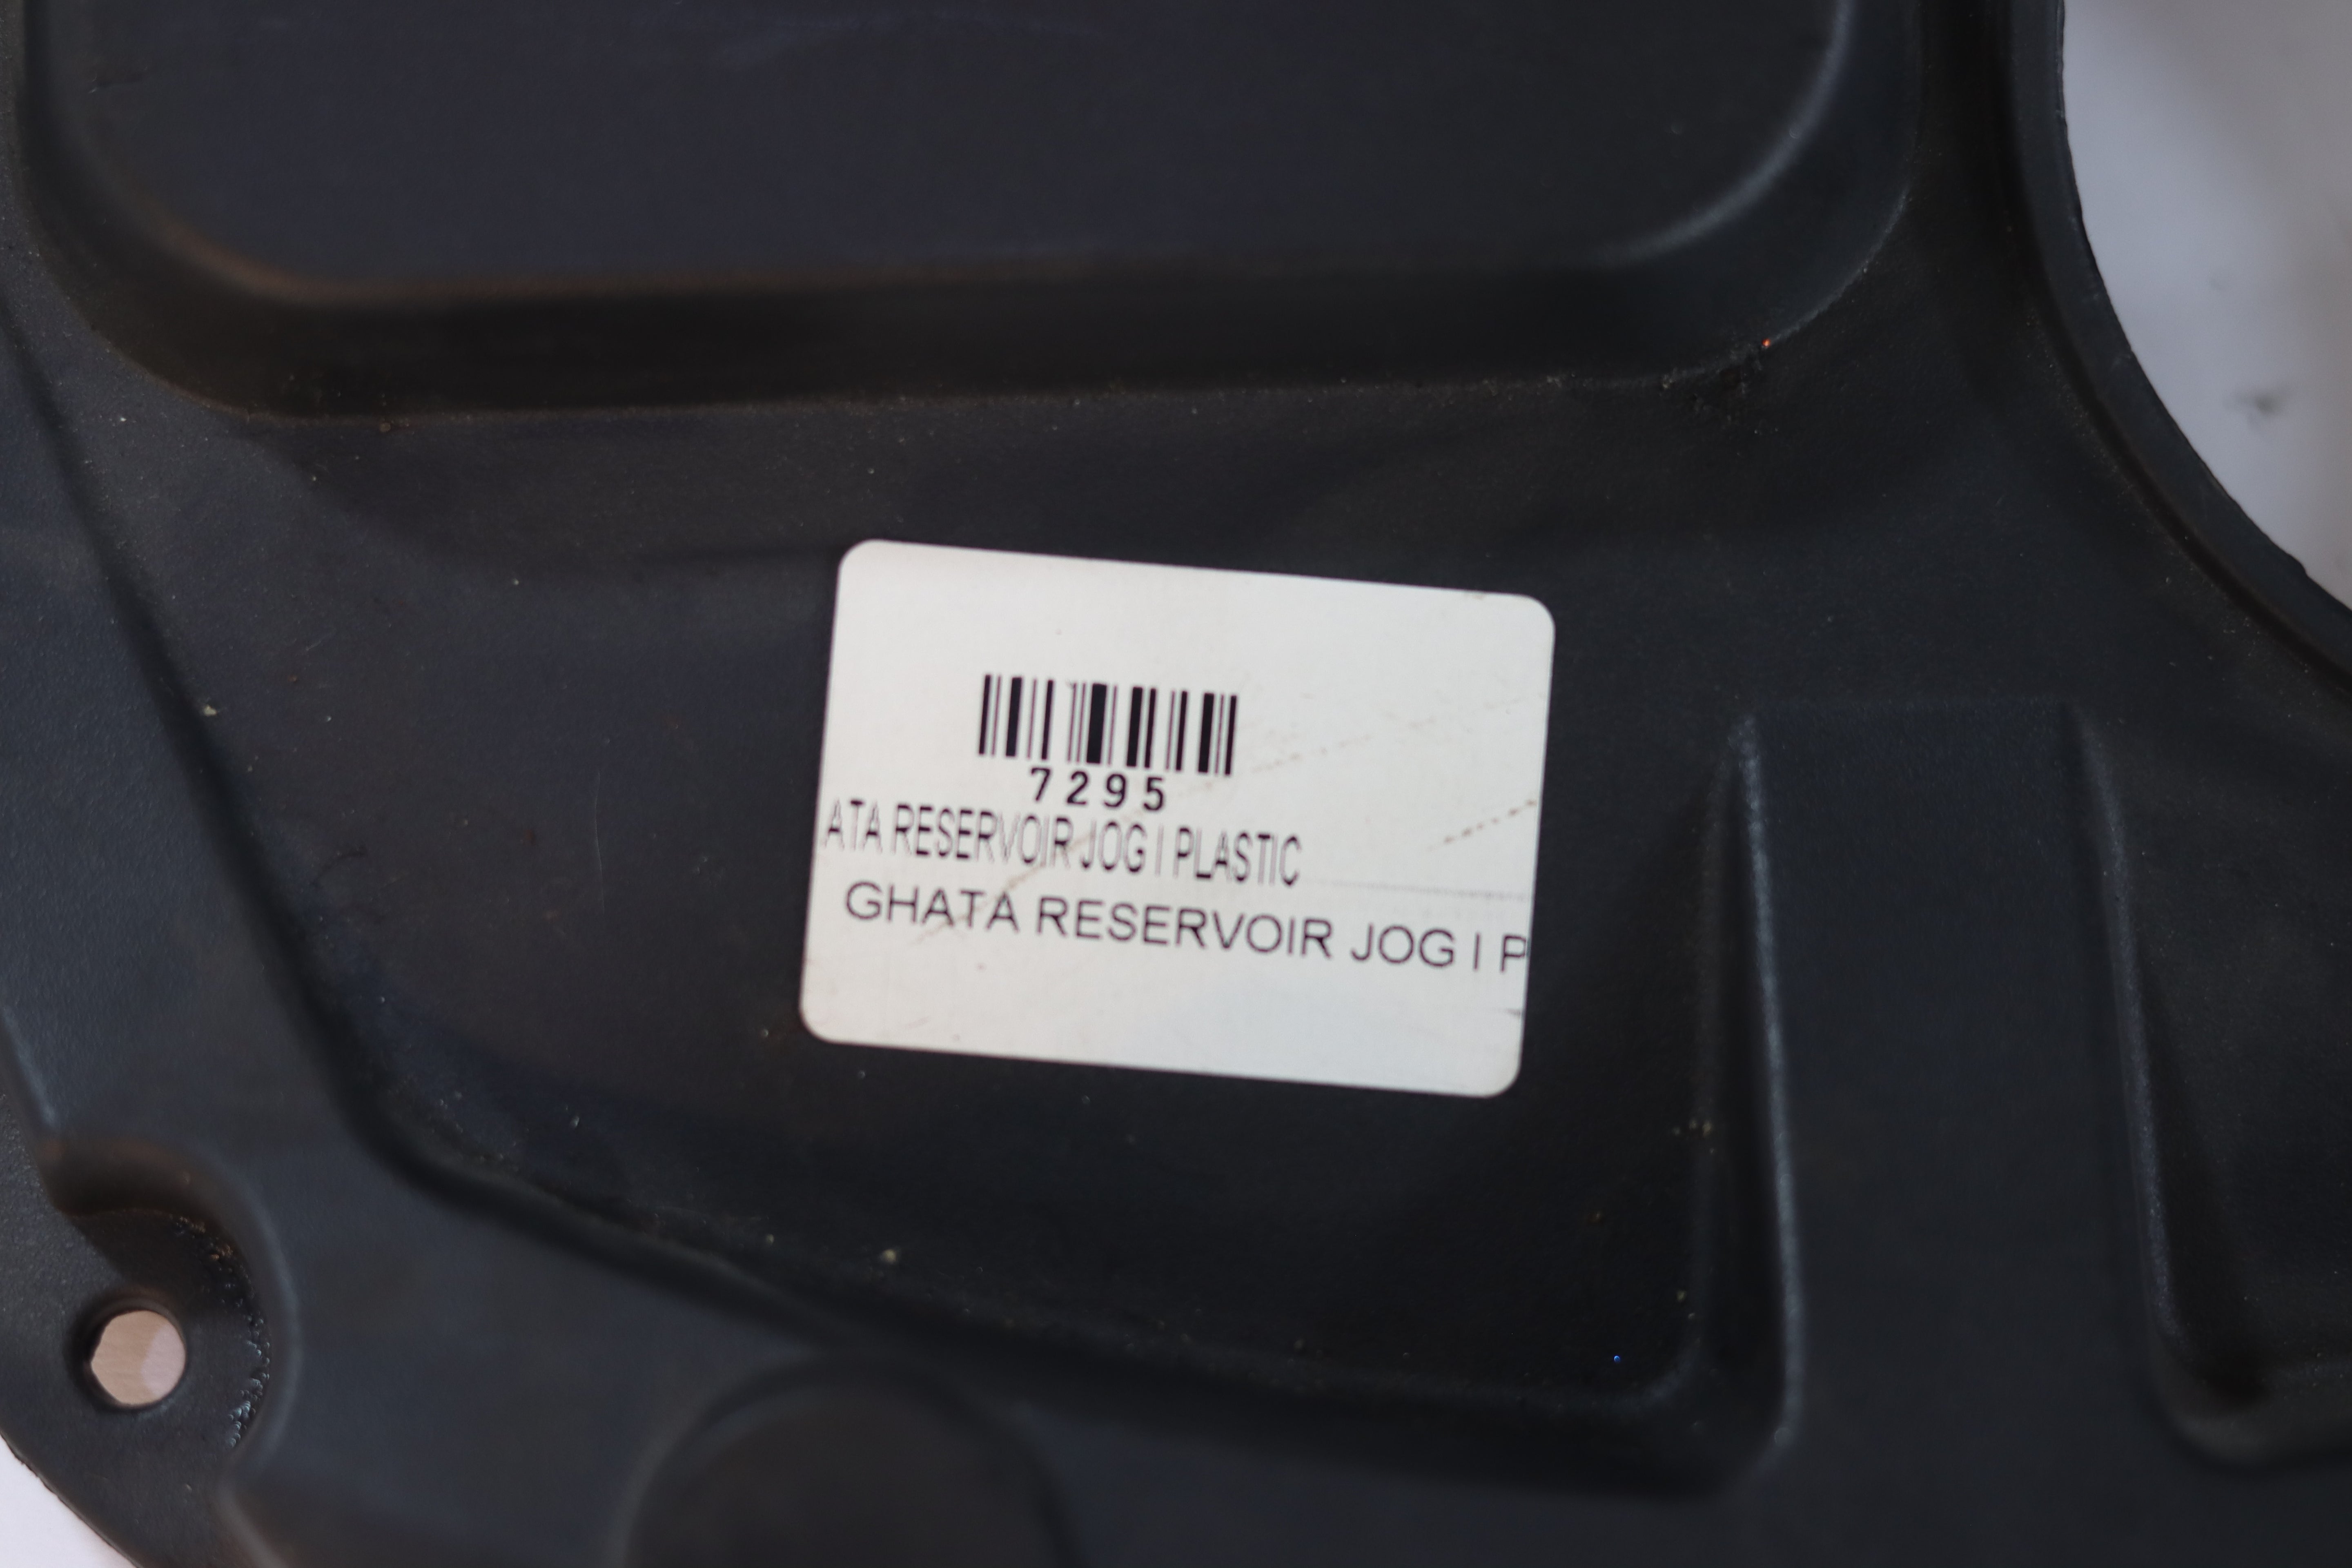 7295
ATA RESERVOIR JOG I PLASTIC
GHATA RESERVOIR JOG I P